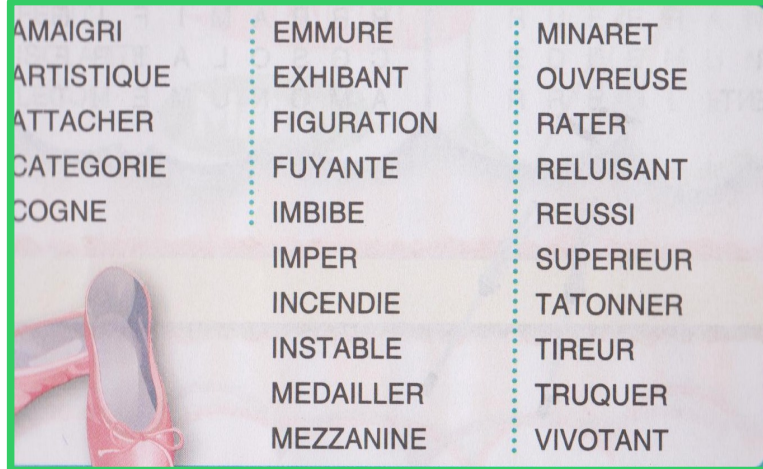 AMAIGRI
ARTISTIQUE
ATTACHER
CATEGORIE
COGNE
EMMURE
EXHIBANT
FIGURATION
FUYANTE
IMBIBE
IMPER
INCENDIE
INSTABLE
MEDAILLER
MEZZANINE
MINARET
OUVREUSE
RATER
RELUISANT
REUSSI
SUPERIEUR
TATONNER
TIREUR
TRUQUER
VIVOTANT